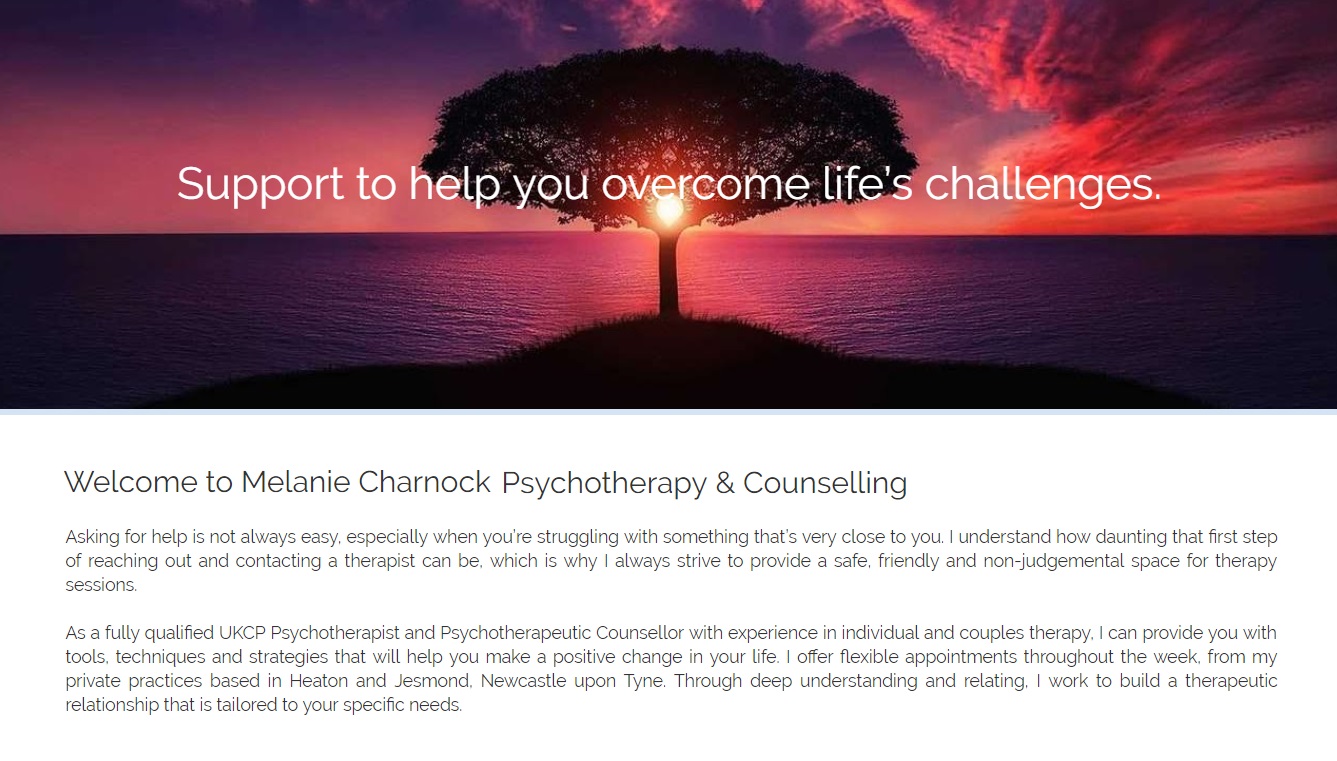 Support to help you overcome life's challenges.
Welcome to Melanie Charnock Psychotherapy & Counselling
Asking for help is not always easy, especially when you're struggling with something that's very close to you. I understand how daunting that first step
of reaching out and contacting a therapist can be, which is why I always strive to provide a safe, friendly and non-judgemental space for therapy
sessions.
As a fully qualified UKCP Psychotherapist and Psychotherapeutic Counsellor with experience in individual and couples therapy, I can provide you with
tools, techniques and strategies that will help you make a positive change in your life. I offer flexible appointments throughout the week, from my
private practices based in Heaton and Jesmond, Newcastle upon Tyne. Through deep understanding and relating, I work to build a therapeutic
relationship that is tailored to your specific needs.